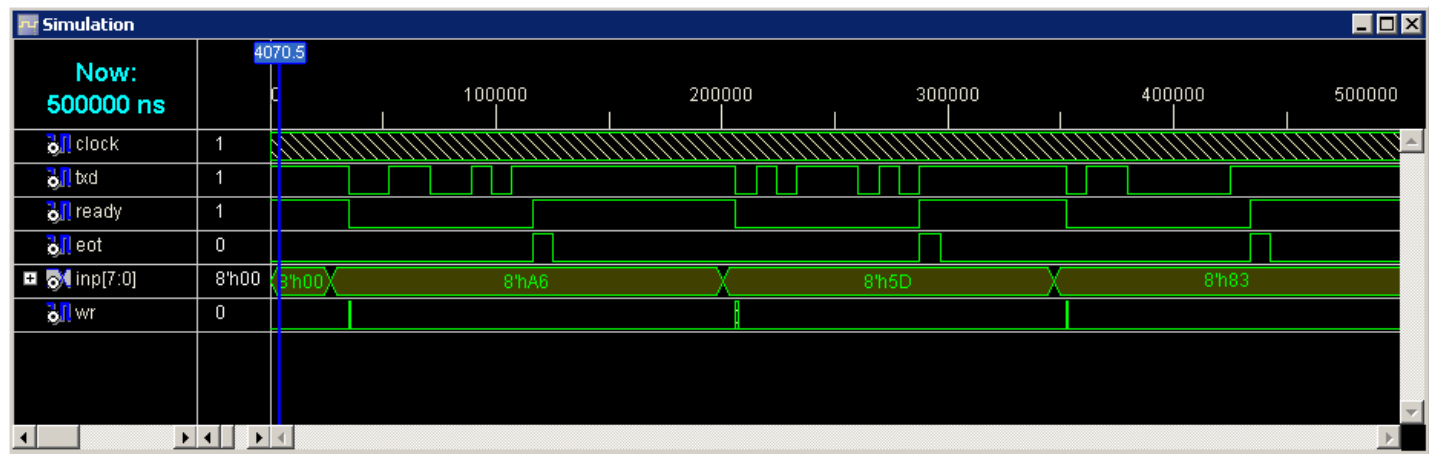 Simulation
4070.5
Now:
500000 ns
0 100000 200000 300000 400000 500000
clock 1
txd 1
ready 1
eot 0
inp[7:0] 8'h00 8'h00 8'hA6 8'h5D 8'h83
wr 0